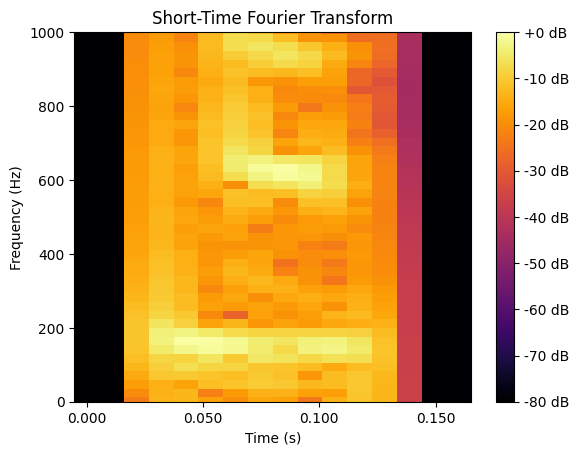 Short-Time Fourier Transform
1000
800
600
400
200
0
Frequency (Hz)
0.000
0.050
0.100
0.150
Time (s)
+0 dB
-10 dB
-20 dB
-30 dB
-40 dB
-50 dB
-60 dB
-70 dB
-80 dB